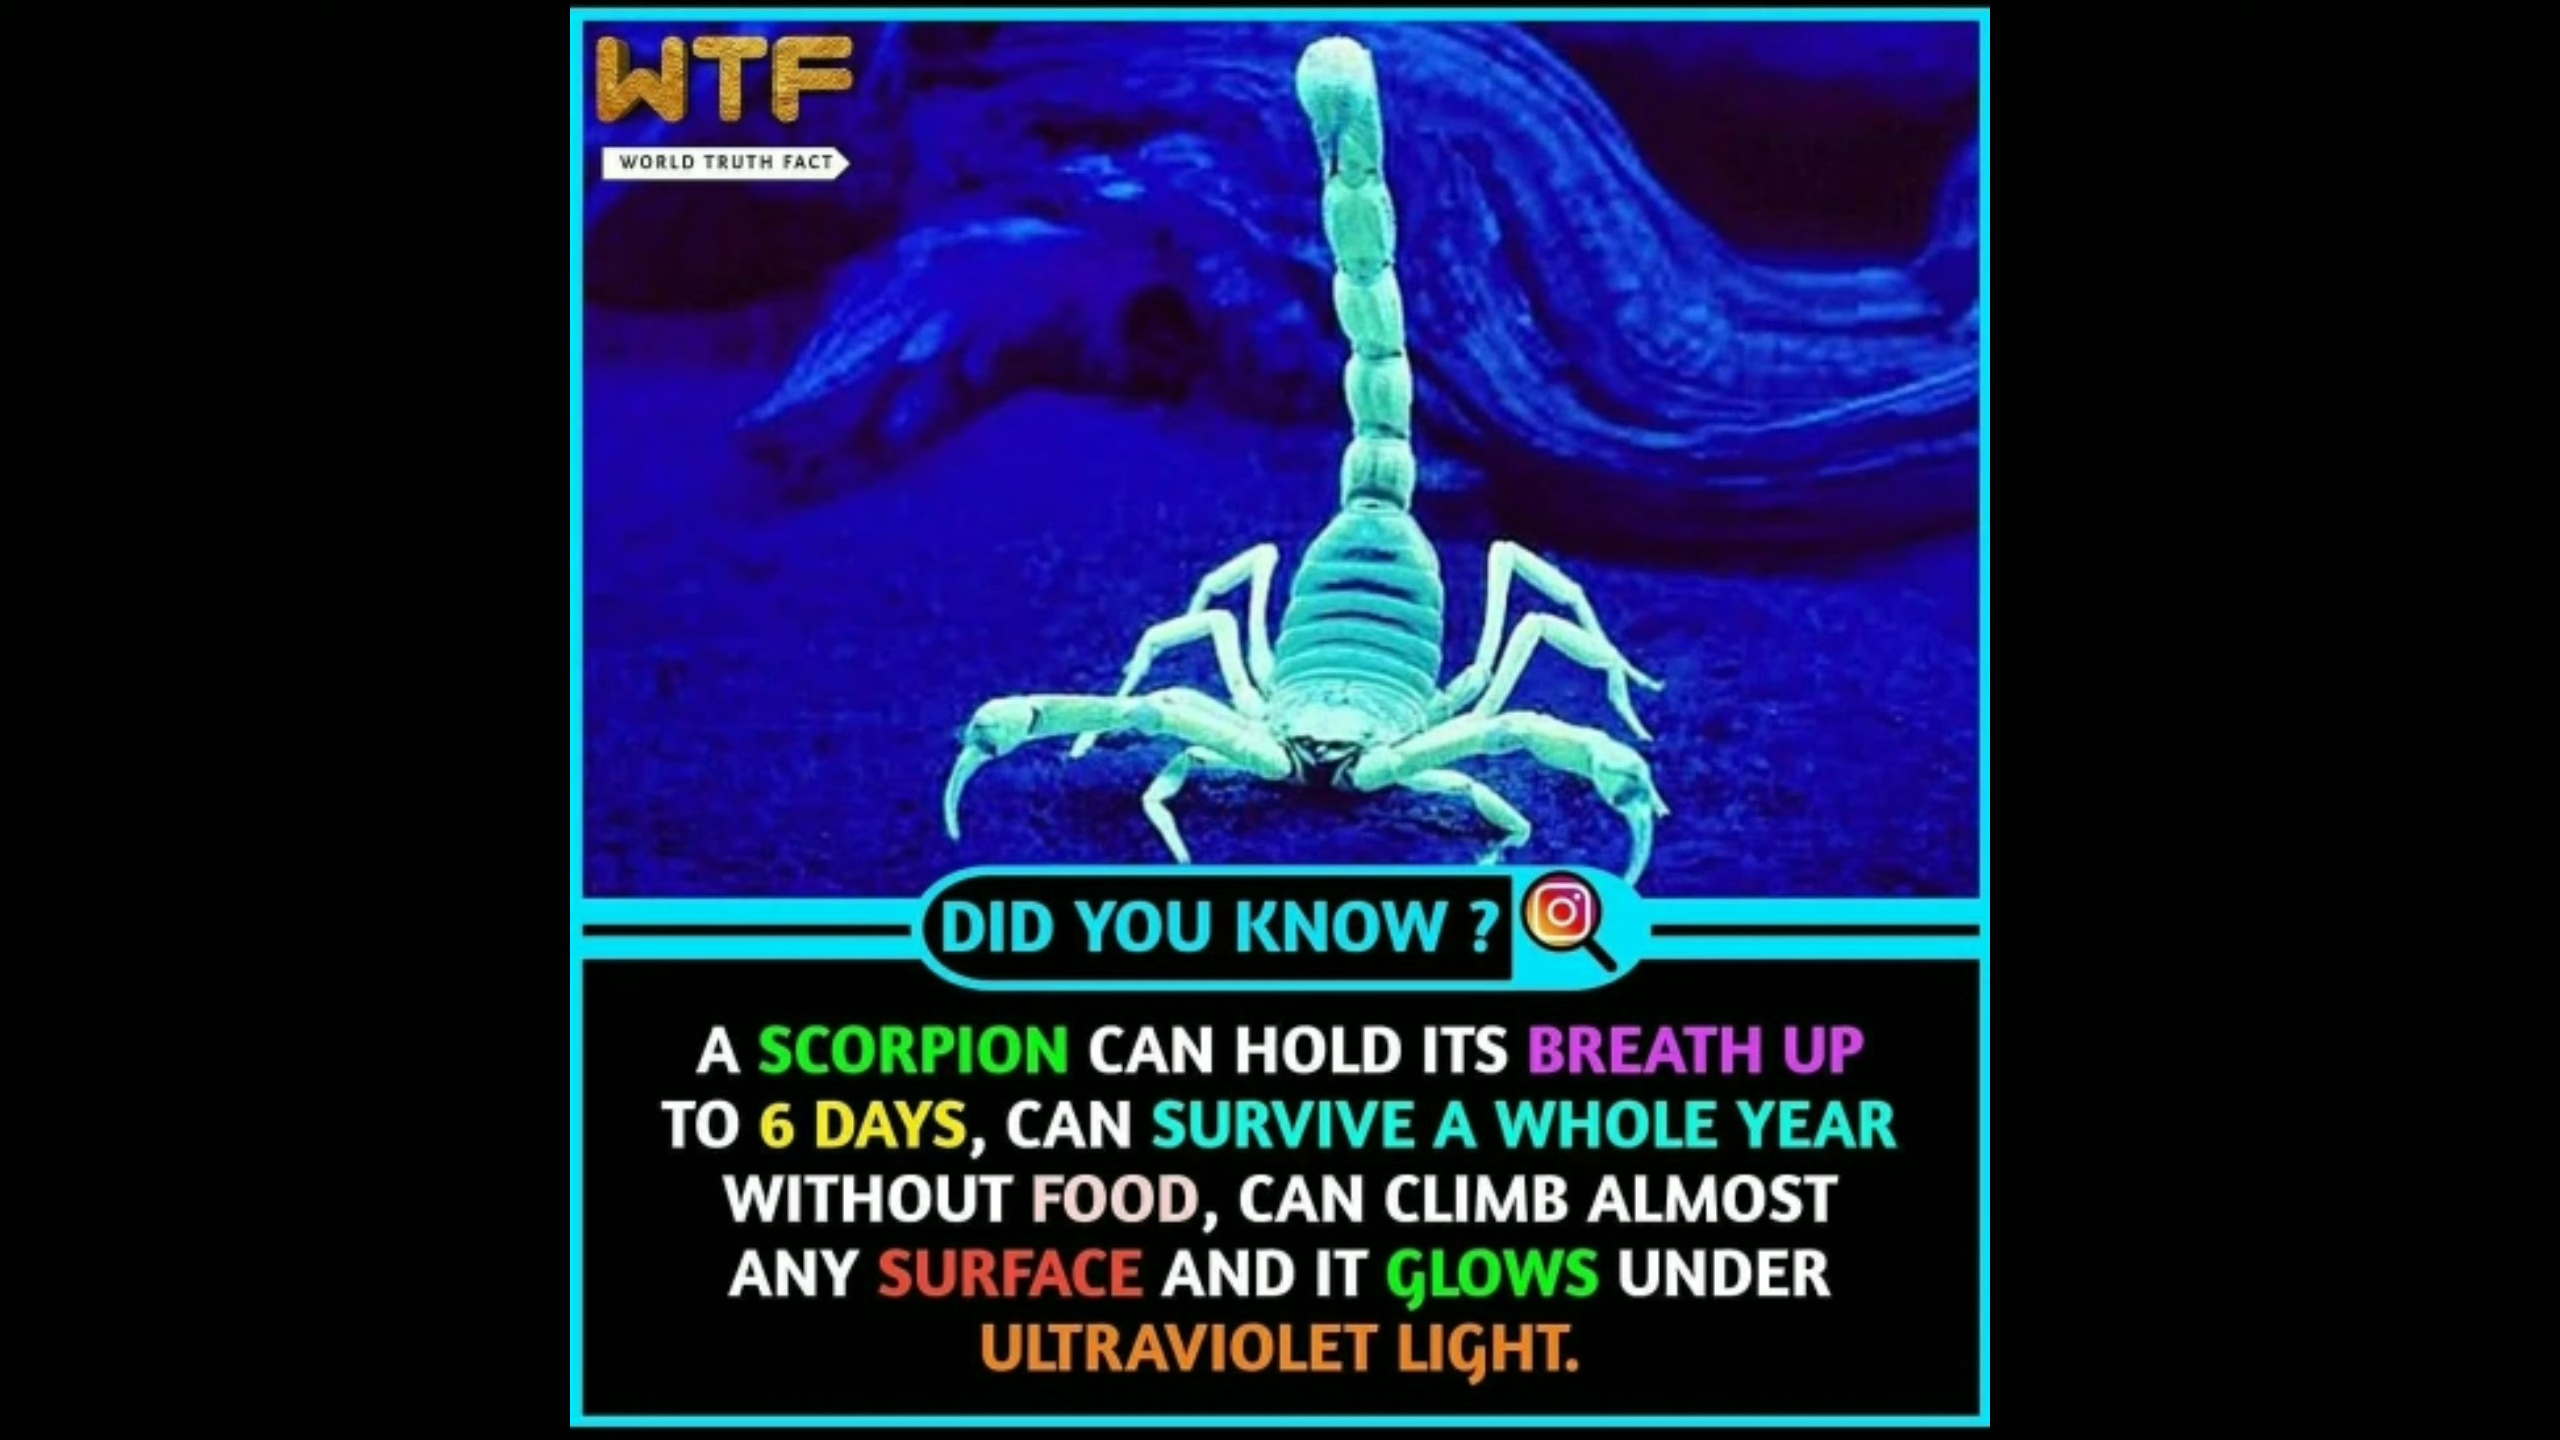 WTF
WORLD TRUTH FACT
DID YOU KNOW ?
A SCORPION CAN HOLD ITS BREATH UP
TO 6 DAYS, CAN SURVIVE A WHOLE YEAR
WITHOUT FOOD, CAN CLIMB ALMOST
ANY SURFACE AND IT GLOWS UNDER
ULTRAVIOLET LIGHT.